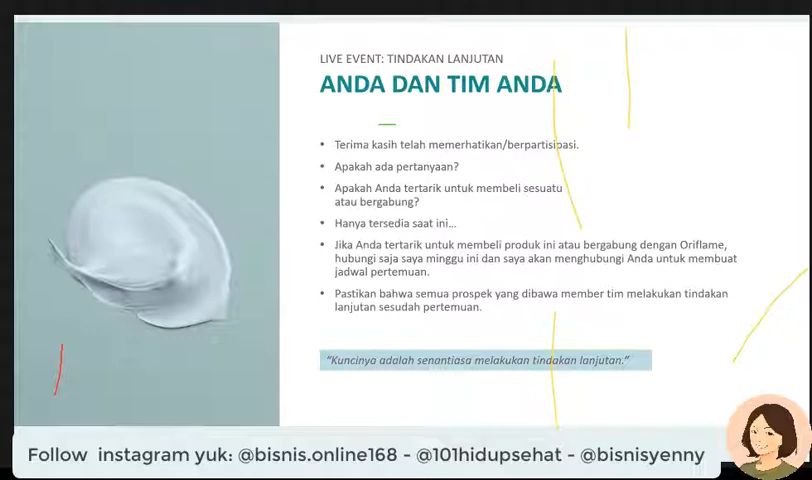 LIVE EVENT: TINDAKAN LANJUTAN
ANDA DAN TIM ANDA
• Terima kasih telah memerhatikan/berpartisipasi.
• Apakah ada pertanyaan?
• Apakah Anda tertarik untuk membeli sesuatu
atau bergabung?
• Hanya tersedia saat ini...
• Jika Anda tertarik untuk membeli produk ini atau bergabung dengan Oriflame,
hubungi saja saya minggu ini dan saya akan menghubungi Anda untuk membuat
jadwal pertemuan.
• Pastikan bahwa semua prospek yang dibawa member tim melakukan tindakan
lanjutan sesudah pertemuan.
“Kuncinya adalah senantiasa melakukan tindakan lanjutan.”
Follow instagram yuk: @bisnis.online168 - @101hidupsehat - @bisnisyenny